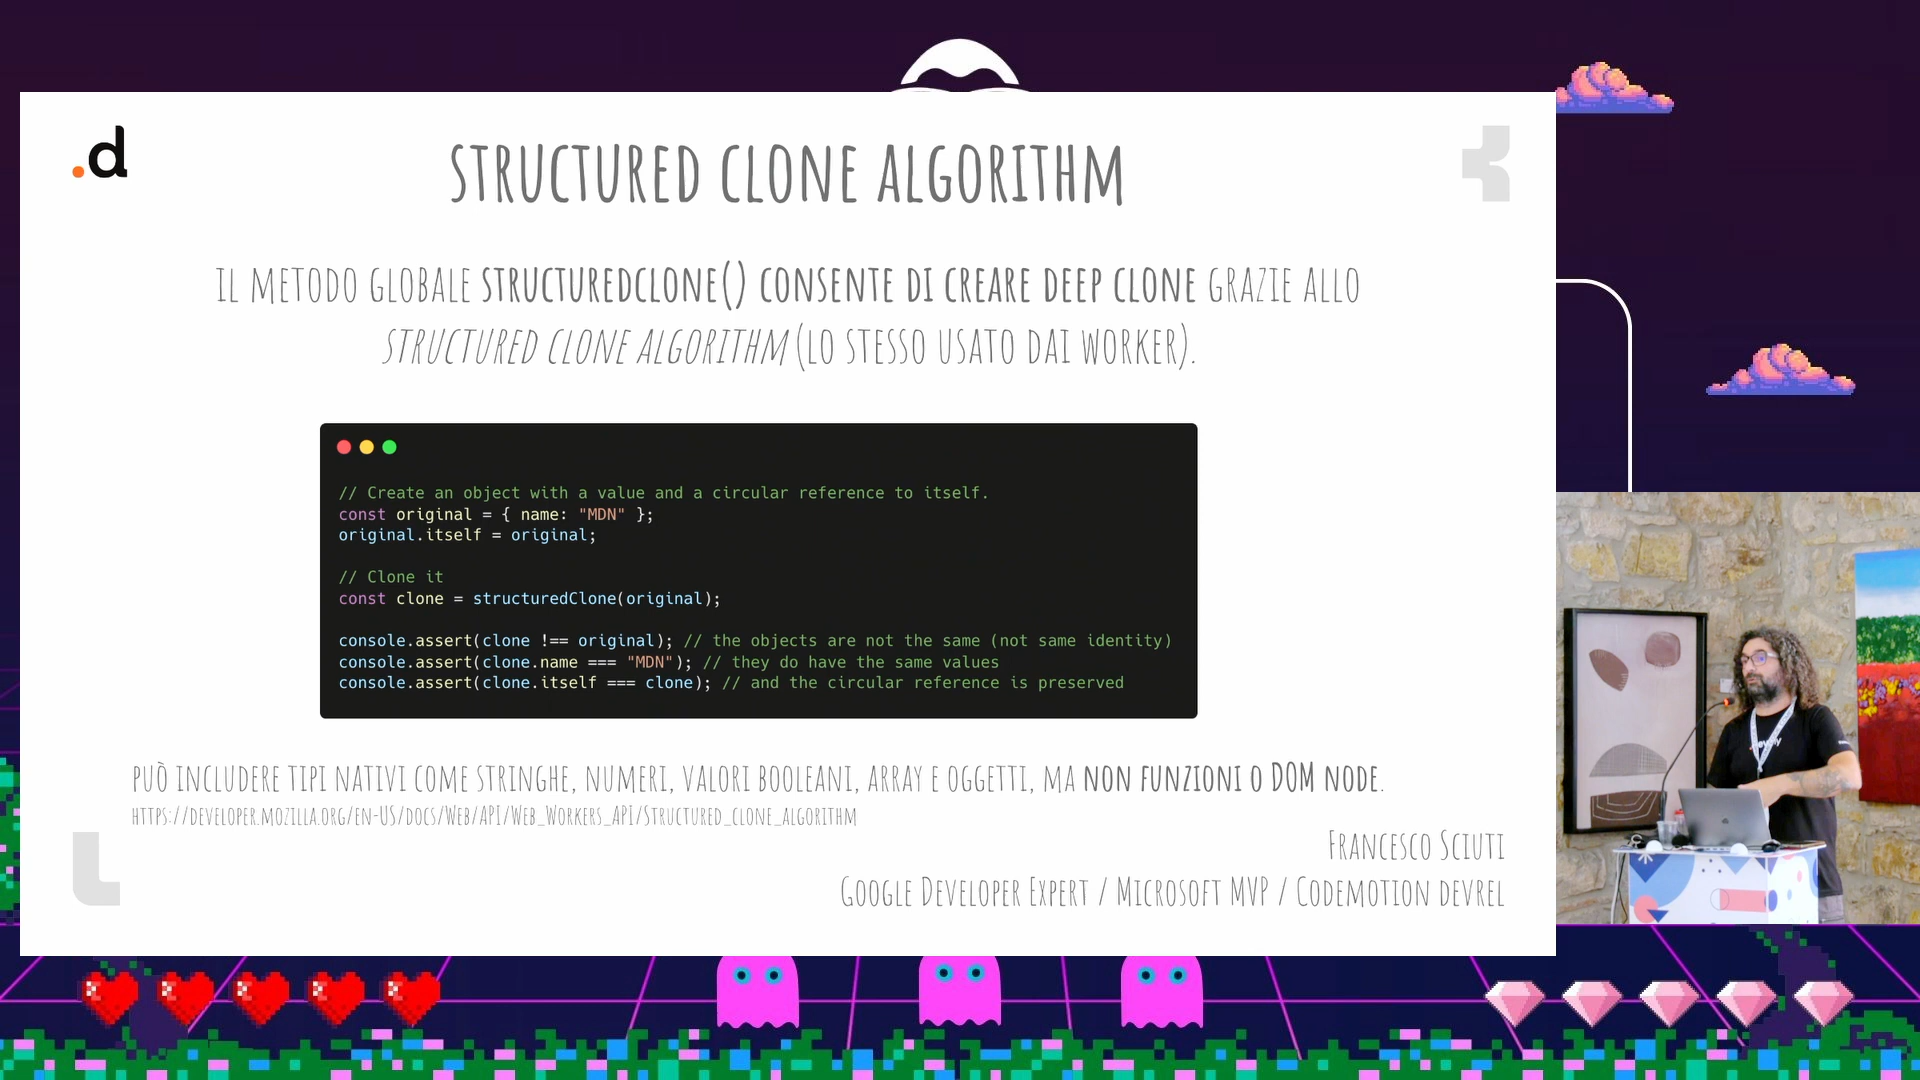 .d
STRUCTURED CLONE ALGORITHM
IL METODO GLOBALE STRUCTUREDCLONE() CONSENTE DI CREARE DEEP CLONE GRAZIE ALLO
STRUCTURED CLONE ALGORITHM (LO STESSO USATO DAI WORKER).
// Create an object with a value and a circular reference to itself.
const original = { name: "MDN" };
original.itself = original;
// Clone it
const clone = structuredClone(original);
console.assert(clone !== original); // the objects are not the same (not same identity)
console.assert(clone.name === "MDN"); // they do have the same values
console.assert(clone.itself === clone); // and the circular reference is preserved
PUÒ INCLUDERE TIPI NATIVI COME STRINGHE, NUMERI, VALORI BOOLEANI, ARRAY E OGGETTI, MA NON FUNZIONI O DOM NODE.
HTTPS://DEVELOPER.MOZILLA.ORG/EN-US/DOCS/WEB/API/WEB_WORKERS_API/STRUCTURED_CLONE_ALGORITHM
FRANCESCO SCIUTI
GOOGLE DEVELOPER EXPERT / MICROSOFT MVP / CODEMOTION DEVREL